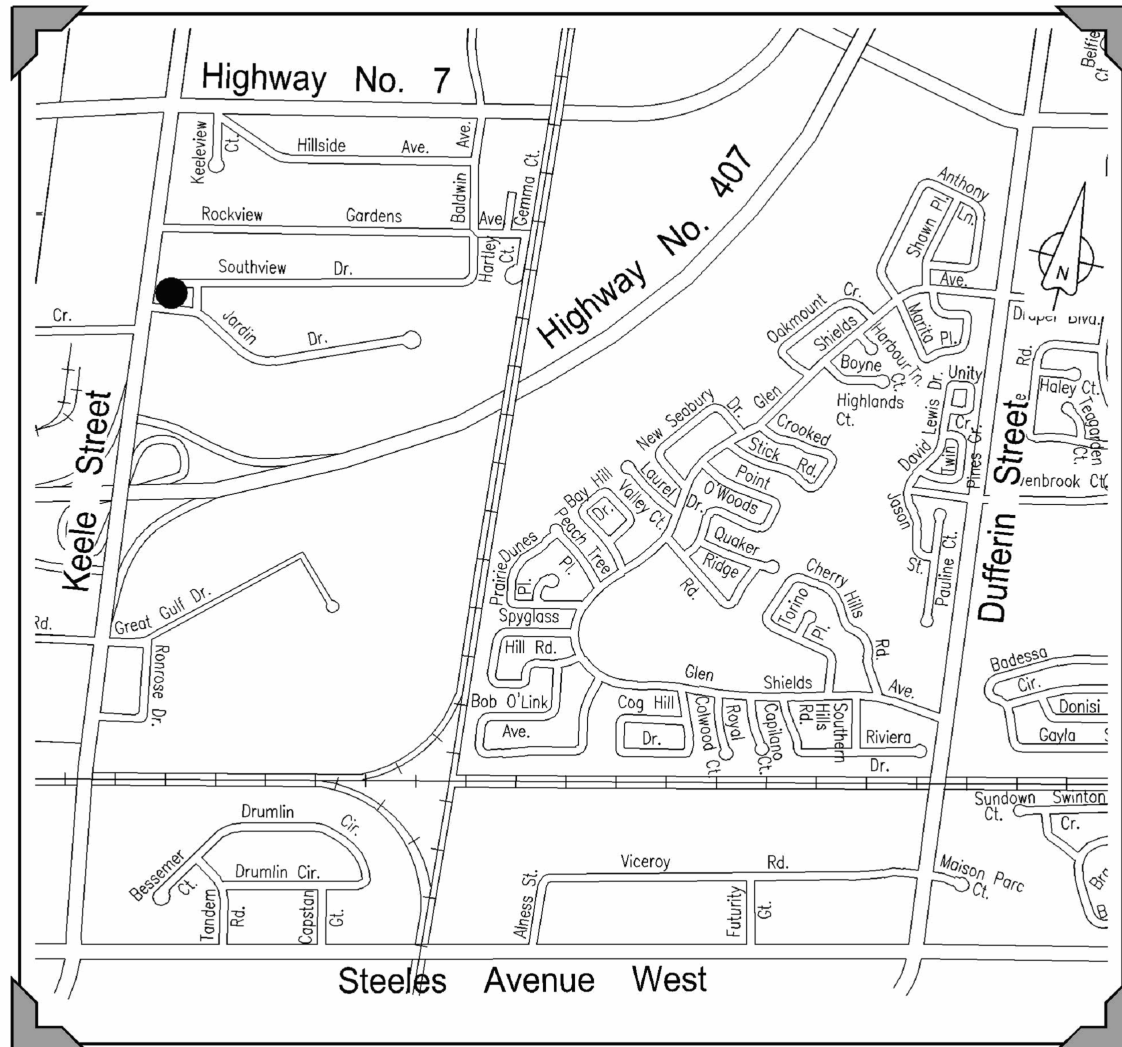 Highway No. 7
Belfie
Ct
Keeleview
Ct.
Hillside Ave.
Ave.
Baldwin
Gemma Ct.
Rockview Gardens Ave.
Hartley
Ct.
Southview Dr.
Jardin Dr.
Cr.
Highway No. 407
Anthony
Ln.
Shawn Pl.
Ave.
N
Marita
Pl.
Draper Blvd.
Oakmount Cr.
Glen Shields
Harbour Tn.
Boyne
Ct.
Highlands
Ct.
Unity
Cr.
David Lewis Dr.
Twin
Pines Cr.
Rd.
Haley Ct.
Teagarden
Ct.
venbrook Ct
Jason
St.
Pauline Ct.
Dufferin Street
Keele Street
New Seabury Dr.
Crooked
Stick Rd.
Point
O'Woods
Laurel
Valley Ct.
Dr.
Bay Hill
Dr.
Peach Tree
Pl.
Prairie Dunes
Pl.
Quaker
Ridge
Rd.
Spyglass
Hill Rd.
Cherry Hills
Rd.
Torino
Pl.
Great Gulf Dr.
Rd.
Ronrose Dr.
Bob O'Link
Ave.
Glen Shields Ave.
Cog Hill
Dr.
Colwood Ct.
Royal
Capilano
Ct.
Southern
Hills
Rd.
Riviera
Dr.
Badessa
Cir.
Donisi
Gayla S
Sundown
Ct.
Swinton
Cr.
Bro
Drumlin Cir.
Bessemer
Ct.
Drumlin Cir.
Tandem
Rd.
Capstan
Gt.
Alness St.
Viceroy Rd.
Futurity
Gt.
Maison Parc
Ct.
Steeles Avenue West